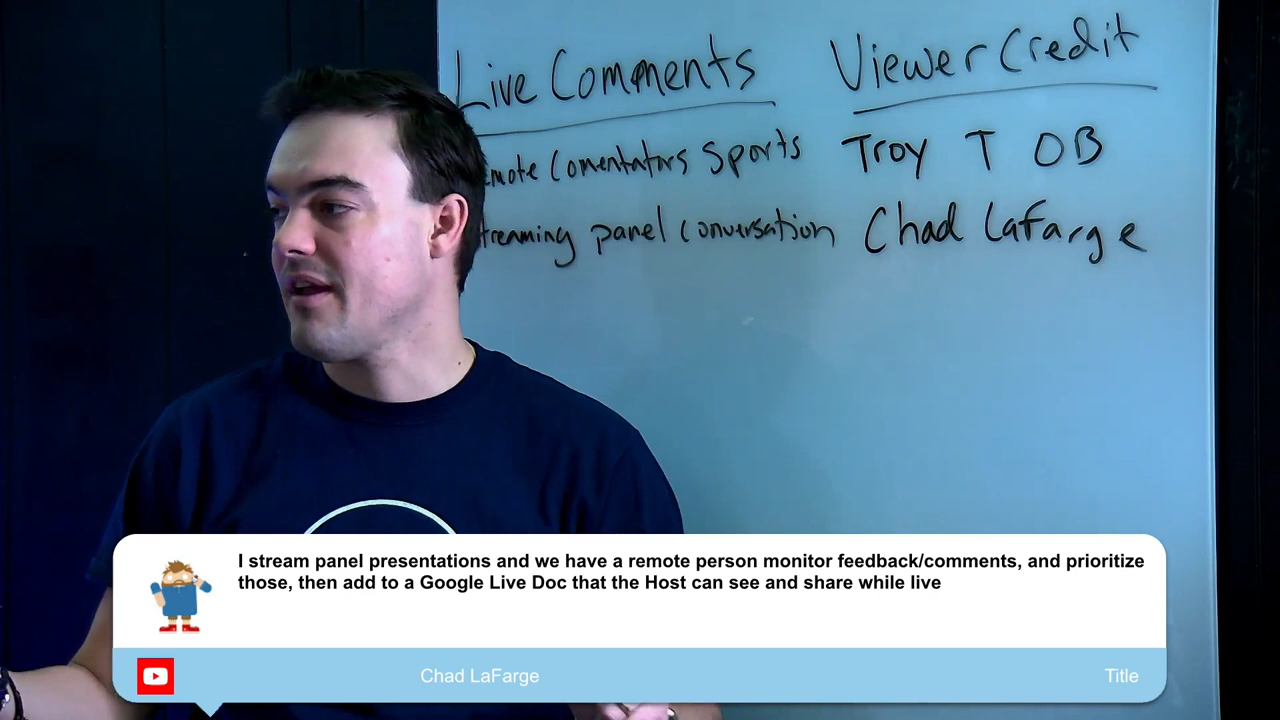 Live Comments Viewer Credit
Comentators Sports Troy T OB
panel conversation Chad LaFarge
I stream panel presentations and we have a remote person monitor feedback/comments, and prioritize
those, then add to a Google Live Doc that the Host can see and share while live
Chad LaFarge Title